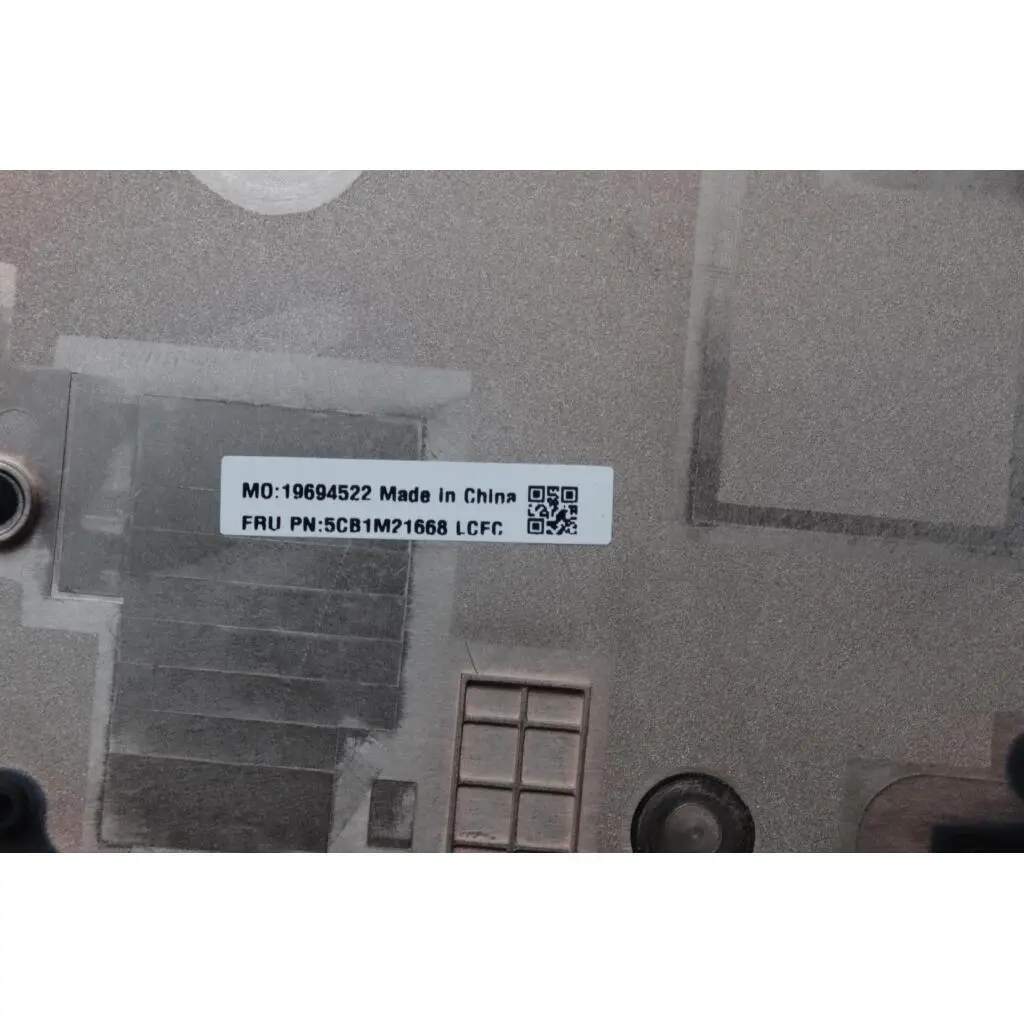 MO:19694522 Made in China
FRU PN:5CB1M21668 LCFC